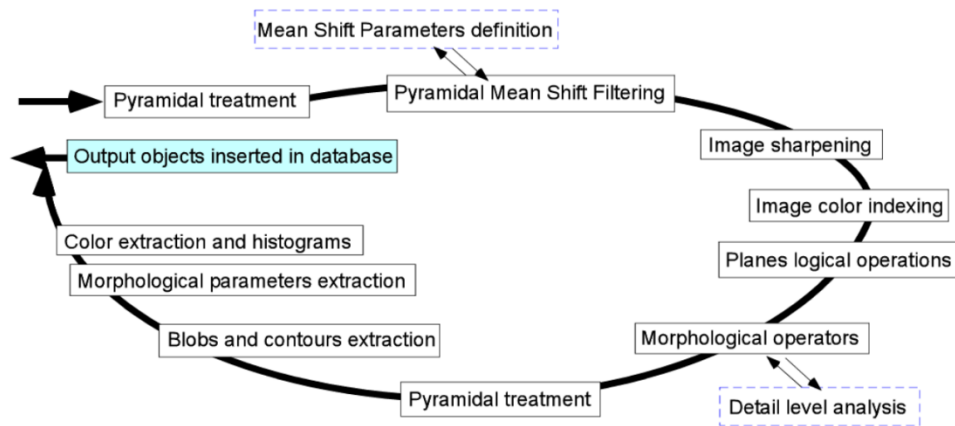 Mean Shift Parameters definition
Pyramidal treatment
Pyramidal Mean Shift Filtering
Image sharpening
Image color indexing
Planes logical operations
Morphological operators
Detail level analysis
Pyramidal treatment
Blobs and contours extraction
Morphological parameters extraction
Color extraction and histograms
Output objects inserted in database